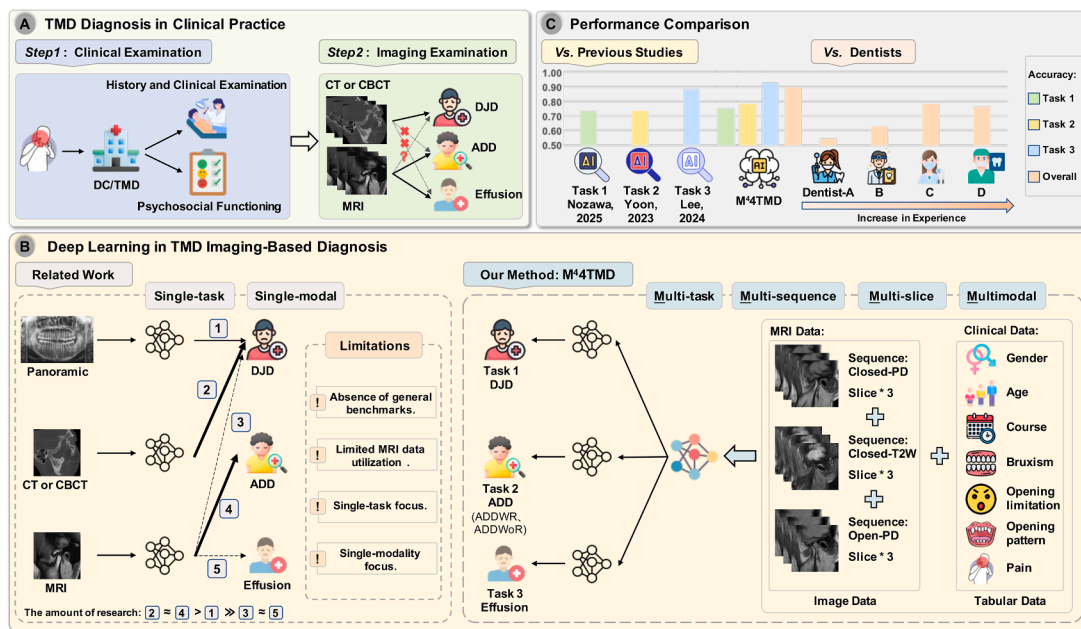 A TMD Diagnosis in Clinical Practice
Step1 : Clinical Examination
History and Clinical Examination
DC/TMD
Psychosocial Functioning
Step2 : Imaging Examination
CT or CBCT
DJD
ADD
?
Effusion
MRI
C Performance Comparison
Vs. Previous Studies
Vs. Dentists
1.00
0.90
0.80
0.70
0.60
0.50
AI
AI
AI
AI
Task 1
Nozawa,
2025
Task 2
Yoon,
2023
Task 3
Lee,
2024
M⁴4TMD
Dentist-A
B
C
D
Increase in Experience
Accuracy:
Task 1
Task 2
Task 3
Overall
B Deep Learning in TMD Imaging-Based Diagnosis
Related Work
Single-task
Single-modal
Panoramic
CT or CBCT
MRI
1
2
3
4
5
DJD
ADD
Effusion
Limitations
! Absence of general
benchmarks.
! Limited MRI data
utilization .
! Single-task focus.
! Single-modality
focus.
The amount of research: 2 ≈ 4 > 1 ≫ 3 ≈ 5
Our Method: M⁴4TMD
Multi-task
Multi-sequence
Multi-slice
Multimodal
Task 1
DJD
Task 2
ADD
(ADDWR、
ADDWoR)
Task 3
Effusion
MRI Data:
Sequence:
Closed-PD
Slice * 3
Sequence:
Closed-T2W
Slice * 3
Sequence:
Open-PD
Slice * 3
Image Data
Clinical Data:
Gender
Age
Course
Bruxism
Opening
limitation
Opening
pattern
Pain
Tabular Data